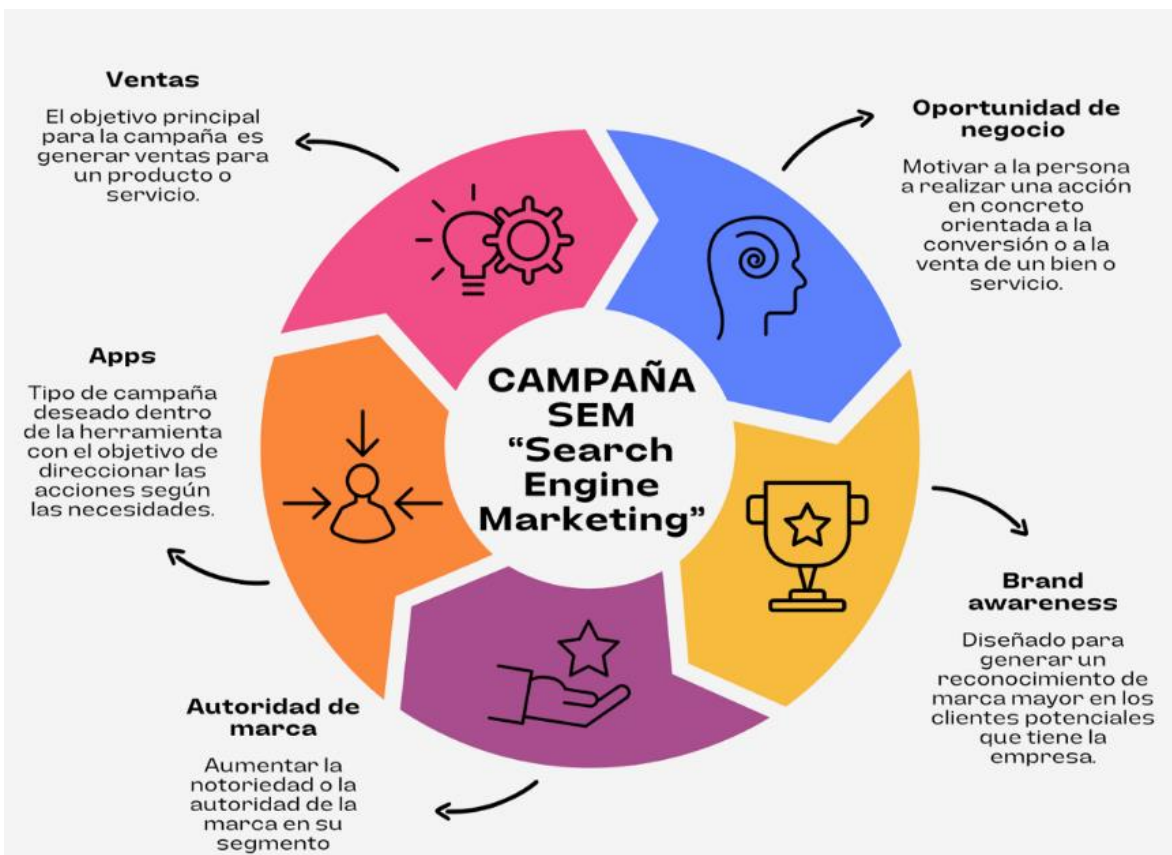 Ventas
El objetivo principal
para la campaña es
generar ventas para
un producto o
servicio.
Oportunidad de
negocio
Motivar a la persona
a realizar una acción
en concreto
orientada a la
conversión o a la
venta de un bien o
servicio.
Apps
Tipo de campaña
deseado dentro
de la herramienta
con el objetivo de
direccionar las
acciones según
las necesidades.
CAMPAÑA
SEM
“Search
Engine
Marketing”
Brand
awareness
Diseñado para
generar un
reconocimiento de
marca mayor en los
clientes potenciales
que tiene la
empresa.
Autoridad de
marca
Aumentar la
notoriedad o la
autoridad de la
marca en su
segmento